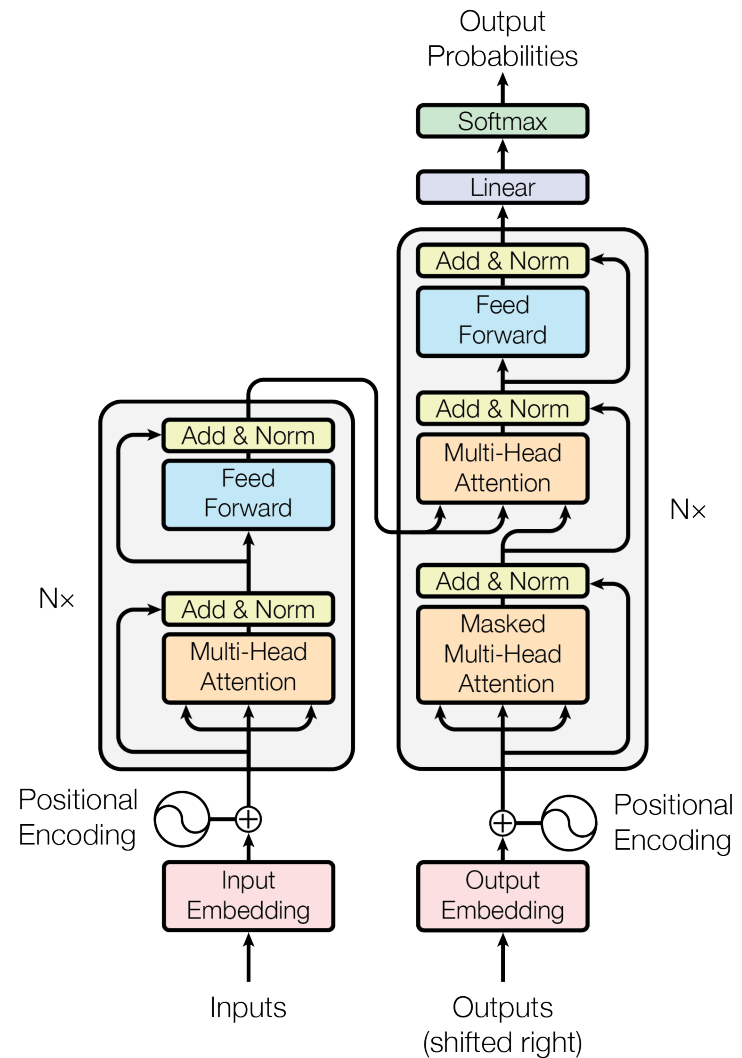 Output
Probabilities
Softmax
Linear
Add & Norm
Feed
Forward
Add & Norm
Multi-Head
Attention
N×
Add & Norm
Masked
Multi-Head
Attention
Add & Norm
Feed
Forward
N×
Add & Norm
Multi-Head
Attention
Positional
Encoding
Positional
Encoding
Input
Embedding
Output
Embedding
Inputs
Outputs
(shifted right)